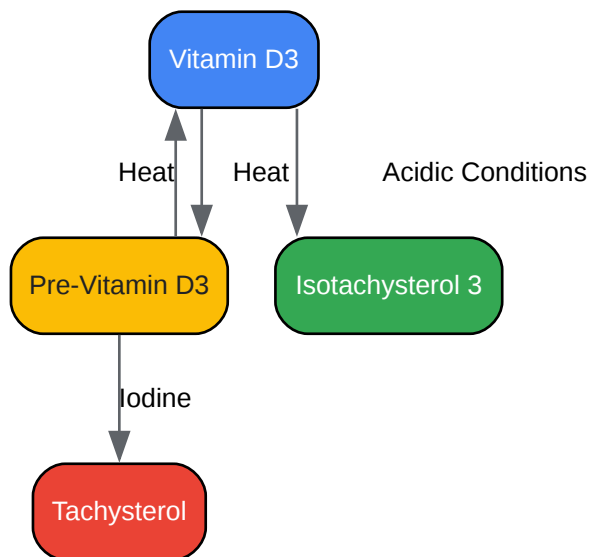 Vitamin D3
Heat
Heat
Acidic Conditions
Pre-Vitamin D3
Isotachysterol 3
Iodine
Tachysterol